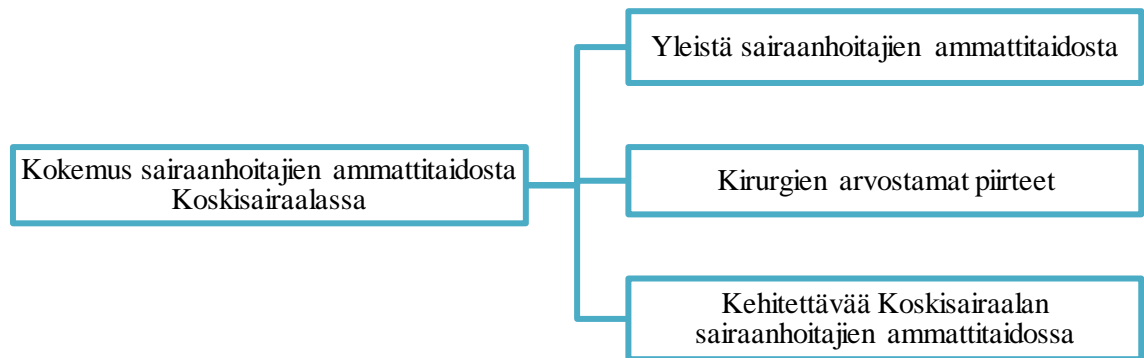 Yleistä sairaanhoitajien ammattitaidosta
Kokemus sairaanhoitajien ammattitaidosta
Koskisairaalassa
Kirurgien arvostamat piirteet
Kehitettävää Koskisairaalan
sairaanhoitajien ammattitaidossa